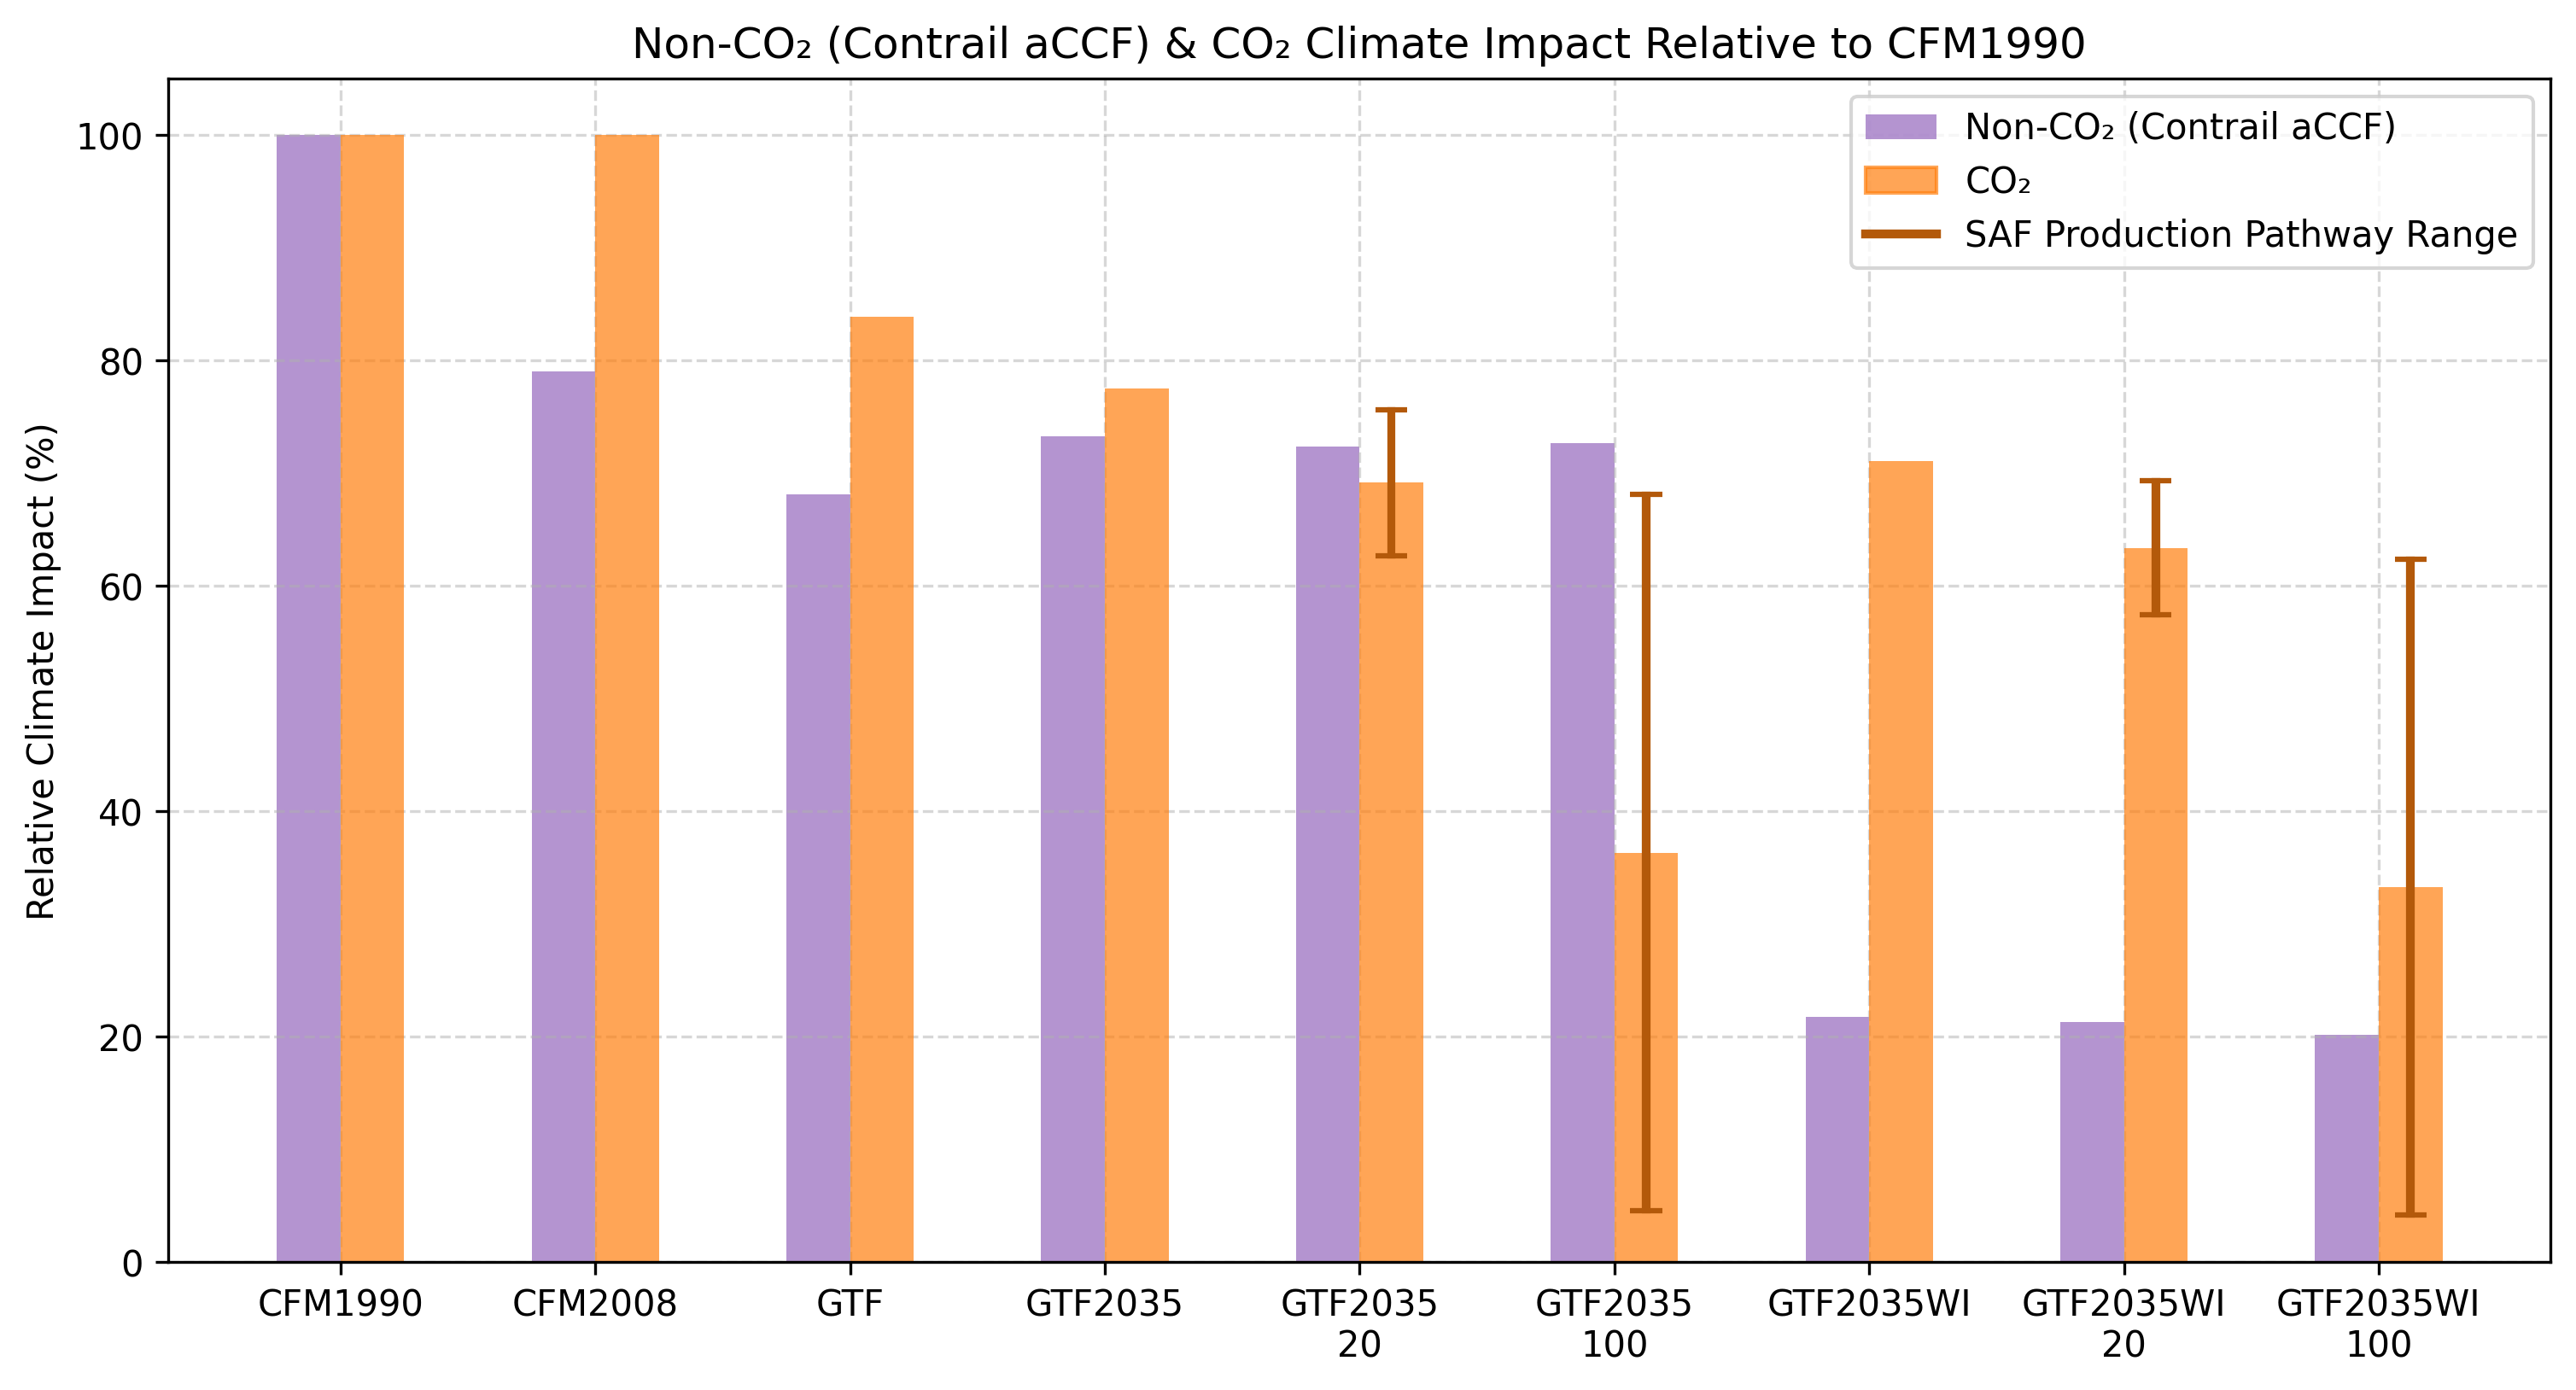 Non-CO₂ (Contrail aCCF) & CO₂ Climate Impact Relative to CFM1990
Non-CO₂ (Contrail aCCF)
CO₂
SAF Production Pathway Range
Relative Climate Impact (%)
100
80
60
40
20
0
CFM1990 CFM2008 GTF GTF2035 GTF2035 GTF2035 GTF2035WI GTF2035WI GTF2035WI
20 100 20 100